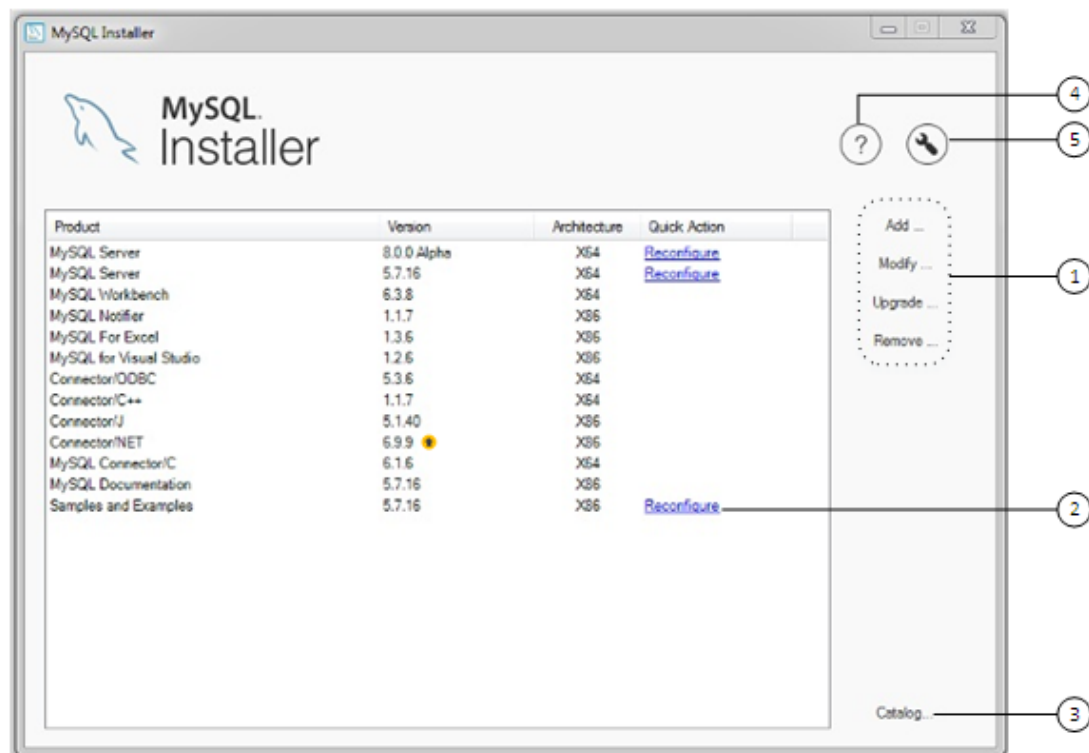 MySQL Installer
4
MySQL.
Installer
?
5
Product Version Architecture Quick Action
Add ...
MySQL Server 8.0.0 Alpha X64 Reconfigure
MySQL Server 5.7.16 X64 Reconfigure
Modify ...
1
MySQL Workbench 6.3.8 X64
Upgrade ...
MySQL Notifier 1.1.7 X86
MySQL For Excel 1.3.6 X86
Remove ...
MySQL for Visual Studio 1.2.6 X86
Connector/ODBC 5.3.6 X64
Connector/C++ 1.1.7 X64
Connector/J 5.1.40 X86
Connector/NET 6.9.9 X86
MySQL Connector/C 6.1.6 X64
MySQL Documentation 5.7.16 X86
Samples and Examples 5.7.16 X86 Reconfigure
2
Catalog...
3